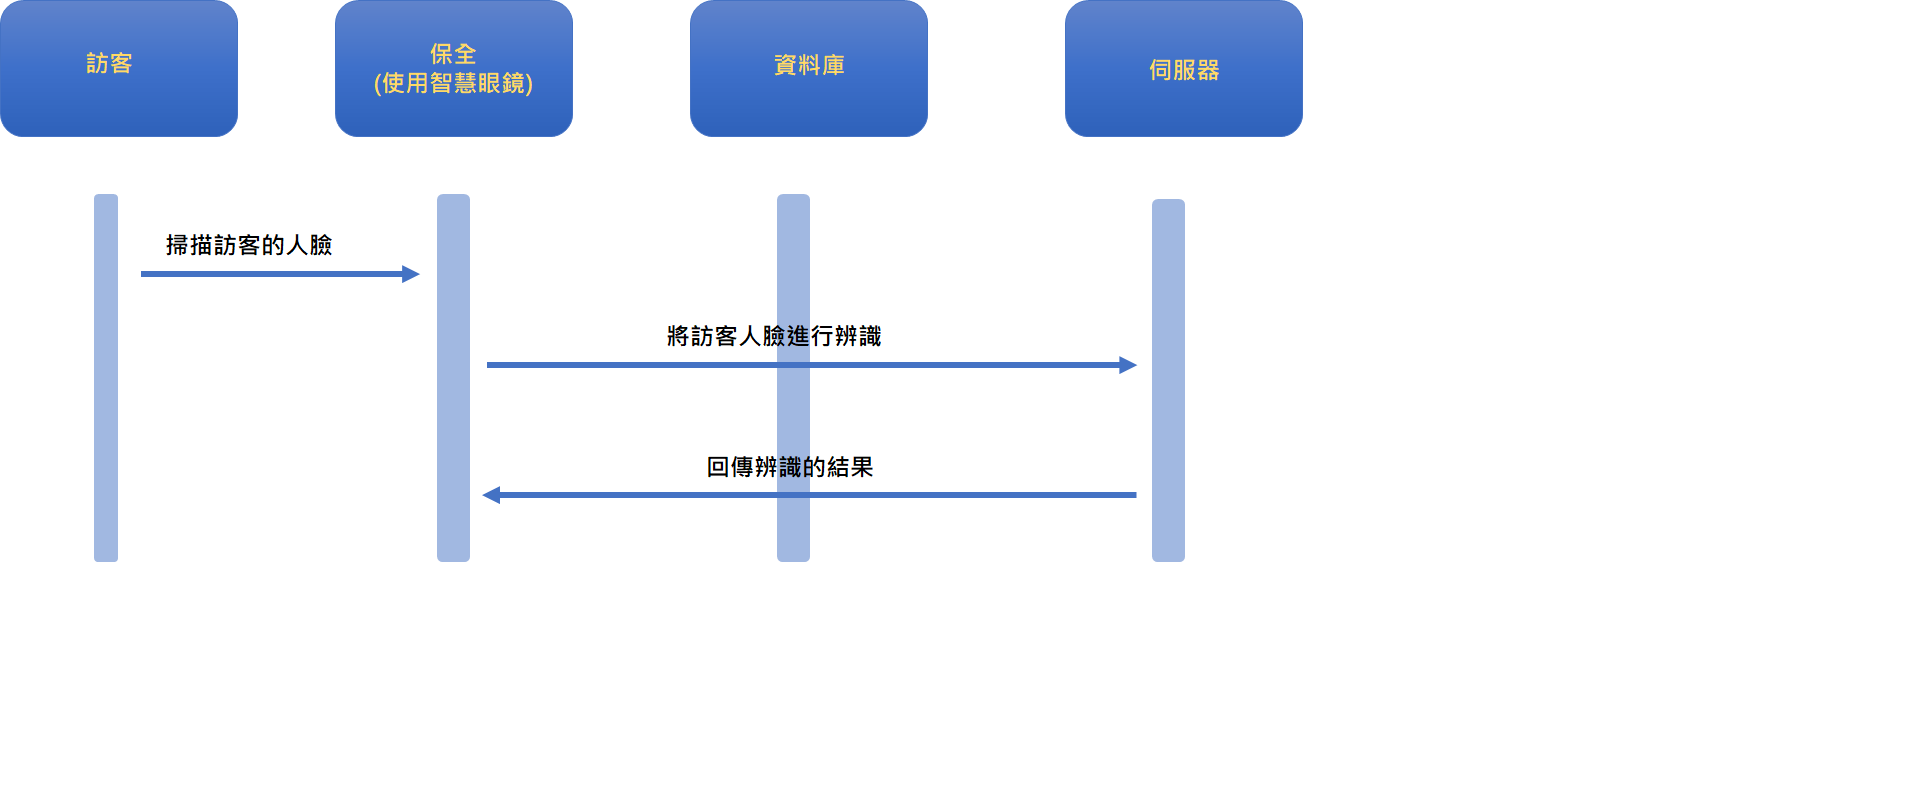 訪客
保全
(使用智慧眼鏡)
資料庫
伺服器
掃描訪客的人臉
將訪客人臉進行辨識
回傳辨識的結果